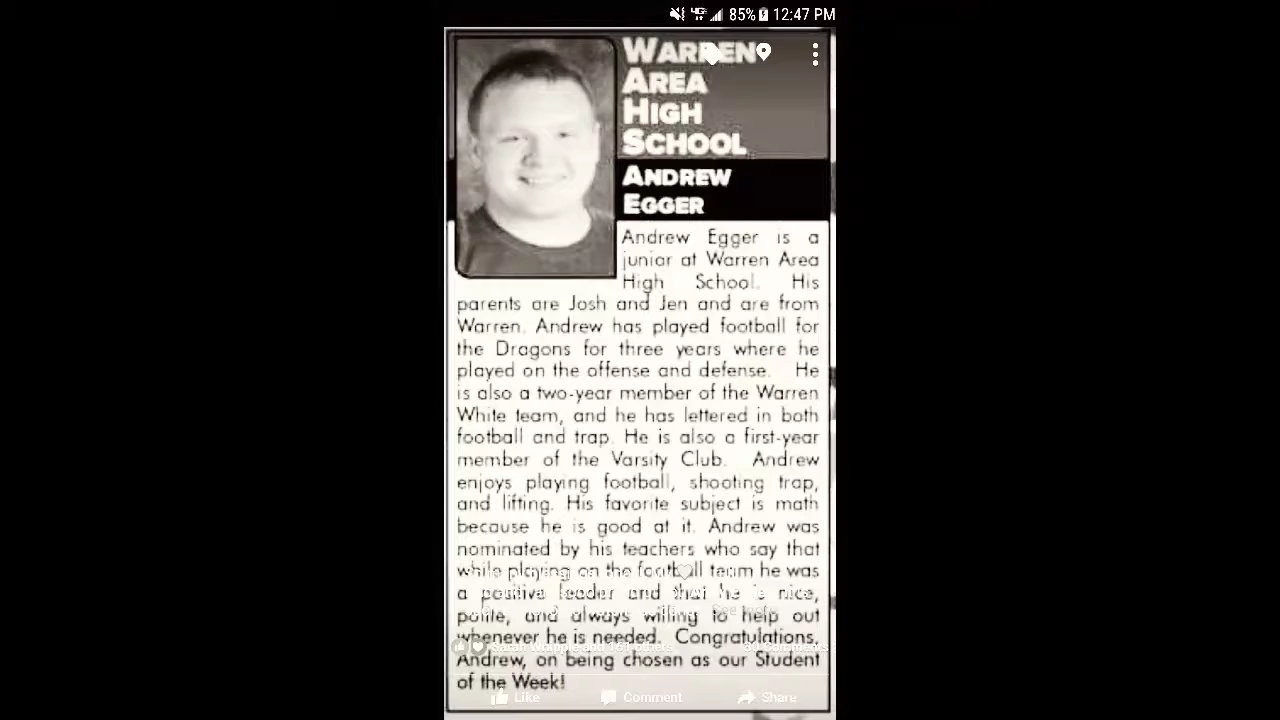 4G 85% 12:47 PM
WARREN
AREA
HIGH
SCHOOL
ANDREW
EGGER
Andrew Egger is a
junior at Warren Area
High School. His
parents are Josh and Jen and are from
Warren. Andrew has played football for
the Dragons for three years where he
played on the offense and defense. He
is also a two-year member of the Warren
White team, and he has lettered in both
football and trap. He is also a first-year
member of the Varsity Club. Andrew
enjoys playing football, shooting trap,
and lifting. His favorite subject is math
because he is good at it. Andrew was
nominated by his teachers who say that
while playing on the football team he was
a positive leader and that he is nice,
polite, and always willing to help out
See more
whenever he is needed. Congratulations,
and 161 others Comments
Andrew, on being chosen as our Student
of the Week!
Like Comment Share